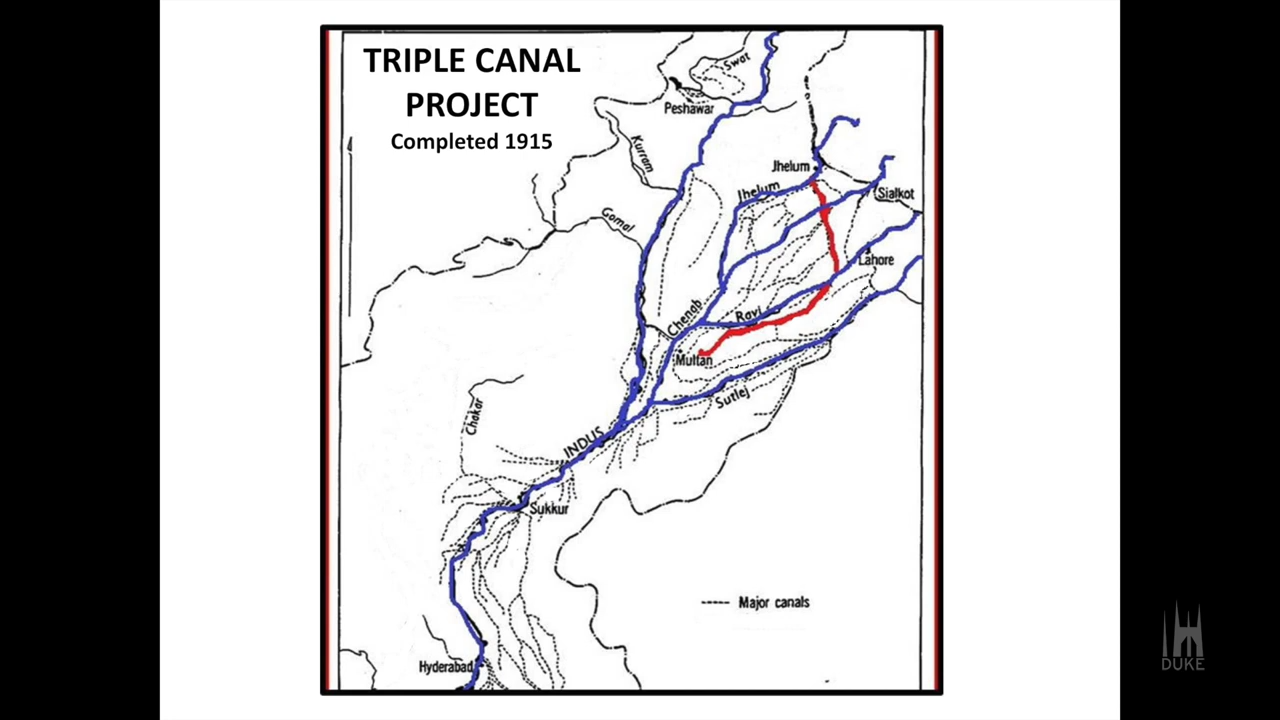 TRIPLE CANAL
PROJECT
Completed 1915
Swat
Peshawar
Kurram
Jhelum
Jhelum
Sialkot
Gomal
Lahore
Chenab
Ravi
Multan
Sutlej
Chakar
INDUS
Sukkur
Major canals
Hyderabad
DUKE